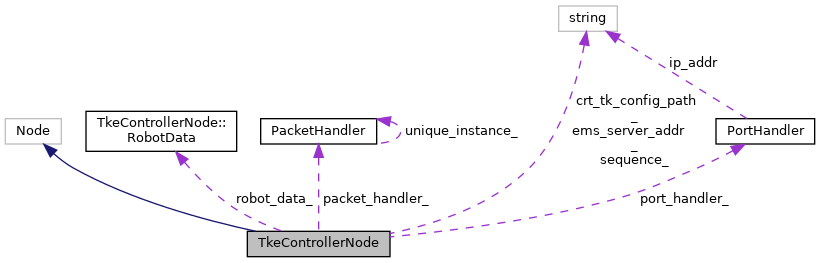 string
ip_addr
crt_tk_config_path
_
ems_server_addr
_
sequence_
Node
TkeControllerNode::
RobotData
PacketHandler
unique_instance_
PortHandler
robot_data_
packet_handler_
port_handler_
TkeControllerNode